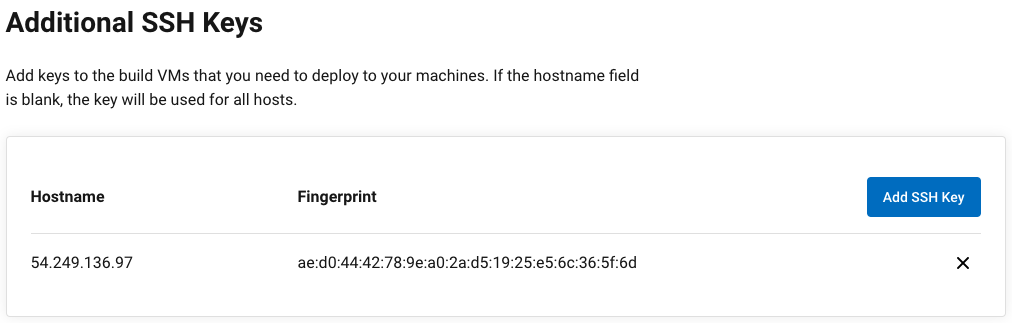 Additional SSH Keys
Add keys to the build VMs that you need to deploy to your machines. If the hostname field
is blank, the key will be used for all hosts.
Hostname Fingerprint Add SSH Key
54.249.136.97 ae:d0:44:42:78:9e:a0:2a:d5:19:25:e5:6c:36:5f:6d